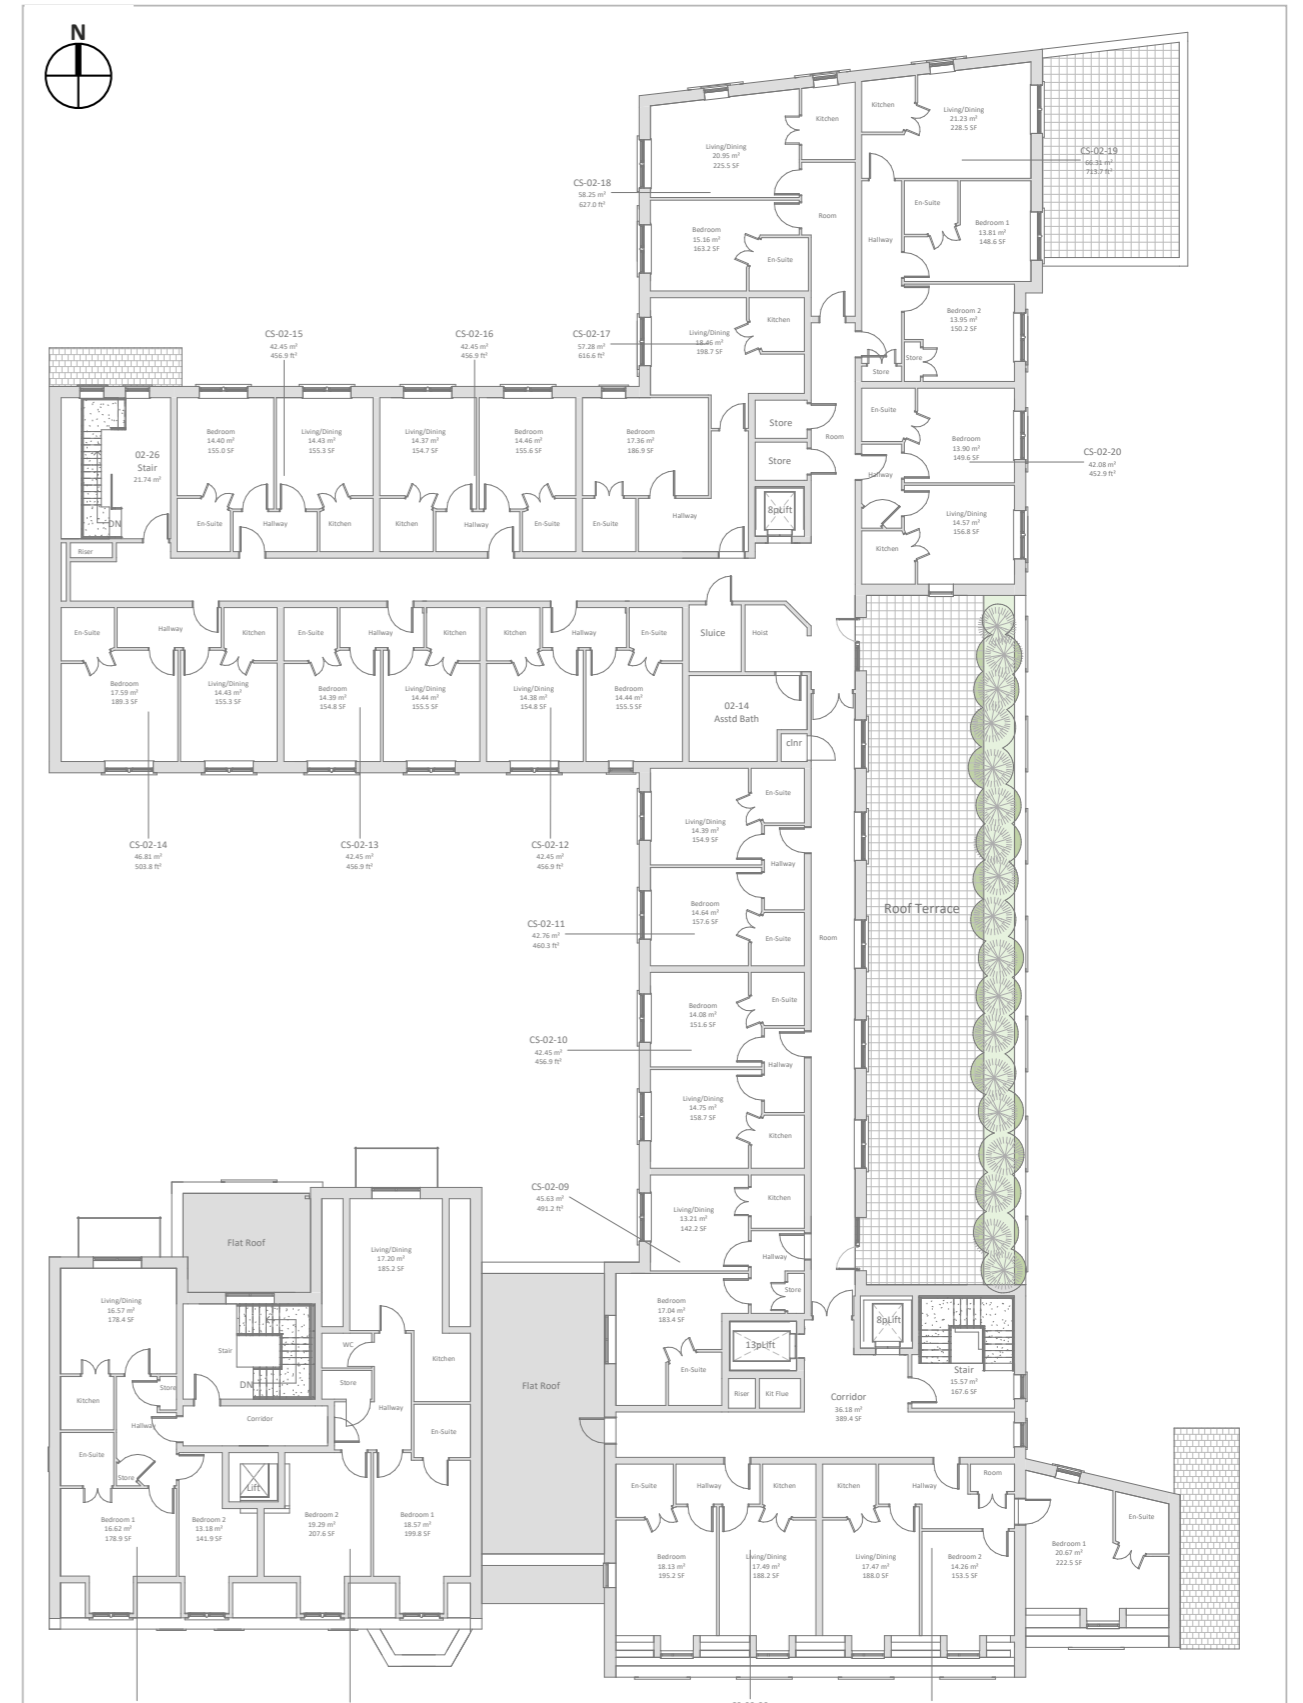 N
Kitchen
Living/Dining
21.23 m²
228.5 SF
Kitchen
Living/Dining
20.95 m²
225.5 SF
CS-02-19
66.31 m²
713.7 ft²
CS-02-18
58.25 m²
627.0 ft²
Room
En-Suite
Bedroom 1
13.81 m²
148.6 SF
Bedroom
15.16 m²
163.2 SF
En-Suite
Hallway
Bedroom 2
13.95 m²
150.2 SF
CS-02-15
42.45 m²
456.9 ft²
CS-02-16
42.45 m²
456.9 ft²
CS-02-17
57.28 m²
616.6 ft²
Living/Dining
18.46 m²
198.7 SF
Kitchen
Store
Store
02-26
Stair
21.74 m²
DN
Riser
Bedroom
14.40 m²
155.0 SF
Living/Dining
14.43 m²
155.3 SF
Living/Dining
14.37 m²
154.7 SF
Bedroom
14.46 m²
155.6 SF
Bedroom
17.36 m²
186.9 SF
Store
Store
Room
En-Suite
Bedroom
13.90 m²
149.6 SF
CS-02-20
42.08 m²
452.9 ft²
Hallway
En-Suite
Hallway
Kitchen
Kitchen
Hallway
En-Suite
En-Suite
Hallway
8pLift
Living/Dining
14.57 m²
156.8 SF
Kitchen
En-Suite
Hallway
Kitchen
En-Suite
Hallway
Kitchen
Kitchen
Hallway
En-Suite
Sluice
Hoist
Bedroom
17.59 m²
189.3 SF
Living/Dining
14.43 m²
155.3 SF
Bedroom
14.39 m²
154.8 SF
Living/Dining
14.44 m²
155.5 SF
Living/Dining
14.38 m²
154.8 SF
Bedroom
14.44 m²
155.5 SF
02-14
Asstd Bath
clnr
CS-02-14
46.81 m²
503.8 ft²
CS-02-13
42.45 m²
456.9 ft²
CS-02-12
42.45 m²
456.9 ft²
En-Suite
Living/Dining
14.39 m²
154.9 SF
Hallway
CS-02-11
42.76 m²
460.3 ft²
Bedroom
14.64 m²
157.6 SF
En-Suite
Room
Roof Terrace
CS-02-10
42.45 m²
456.9 ft²
Bedroom
14.08 m²
151.6 SF
En-Suite
Hallway
Living/Dining
14.75 m²
158.7 SF
Kitchen
CS-02-09
45.63 m²
491.2 ft²
Living/Dining
13.21 m²
142.2 SF
Kitchen
Hallway
Store
Bedroom
17.04 m²
183.4 SF
En-Suite
13pLift
8pLift
Stair
15.57 m²
167.6 SF
Riser
Kit Flue
Corridor
36.18 m²
389.4 SF
Flat Roof
Flat Roof
Living/Dining
17.20 m²
185.2 SF
Living/Dining
16.57 m²
178.4 SF
Stair
DN
WC
Store
Kitchen
Store
Kitchen
Hallway
Corridor
Hallway
En-Suite
En-Suite
Store
Lift
Bedroom 1
16.62 m²
178.9 SF
Bedroom 2
13.18 m²
141.9 SF
Bedroom 2
19.29 m²
207.6 SF
Bedroom 1
18.57 m²
199.8 SF
En-Suite
Hallway
Kitchen
Kitchen
Hallway
Room
En-Suite
Bedroom
18.13 m²
195.2 SF
Living/Dining
17.49 m²
188.2 SF
Living/Dining
17.47 m²
188.0 SF
Bedroom 2
14.26 m²
153.5 SF
Bedroom 1
20.67 m²
222.5 SF